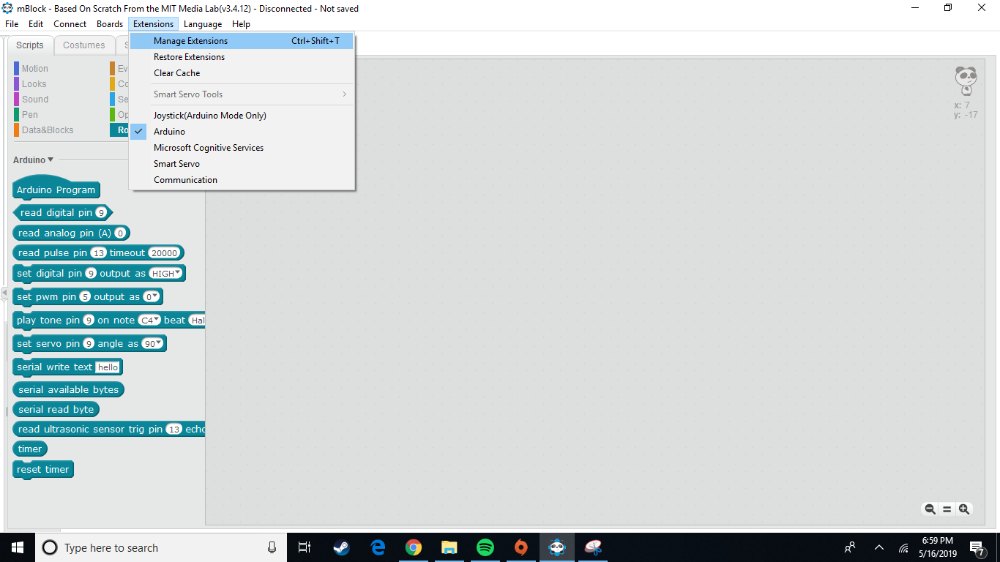 mBlock - Based On Scratch From the MIT Media Lab(v3.4.12) - Disconnected - Not saved
File Edit Connect Boards Extensions Language Help
Scripts Costumes S
Manage Extensions Ctrl+Shift+T
Restore Extensions
Clear Cache
Smart Servo Tools
Joystick(Arduino Mode Only)
Arduino
Microsoft Cognitive Services
Smart Servo
Communication
Motion Ev
Looks Co
Sound Se
Pen Op
Data&Blocks Ro
x: 7
y: -17
Arduino
Arduino Program
read digital pin 9
read analog pin (A) 0
read pulse pin 13 timeout 20000
set digital pin 9 output as HIGH
set pwm pin 5 output as 0
play tone pin 9 on note C4 beat Hal
set servo pin 9 angle as 90
serial write text hello
serial available bytes
serial read byte
read ultrasonic sensor trig pin 13 echo
timer
reset timer
Type here to search
6:59 PM
5/16/2019
7